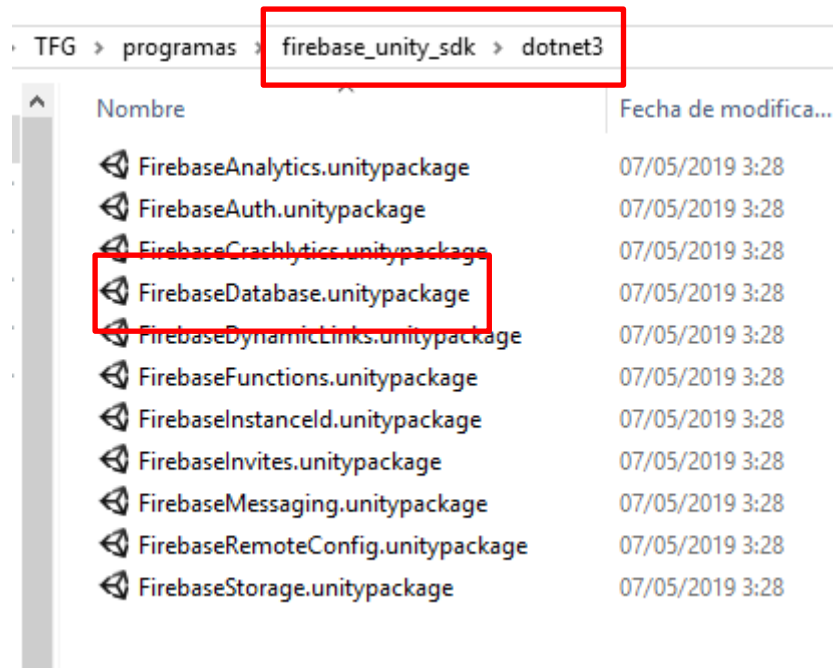 TFG > programas > firebase_unity_sdk > dotnet3
Nombre Fecha de modifica...
FirebaseAnalytics.unitypackage 07/05/2019 3:28
FirebaseAuth.unitypackage 07/05/2019 3:28
FirebaseCrashlytics.unitypackage 07/05/2019 3:28
FirebaseDatabase.unitypackage 07/05/2019 3:28
FirebaseDynamicLinks.unitypackage 07/05/2019 3:28
FirebaseFunctions.unitypackage 07/05/2019 3:28
FirebaseInstanceId.unitypackage 07/05/2019 3:28
FirebaseInvites.unitypackage 07/05/2019 3:28
FirebaseMessaging.unitypackage 07/05/2019 3:28
FirebaseRemoteConfig.unitypackage 07/05/2019 3:28
FirebaseStorage.unitypackage 07/05/2019 3:28